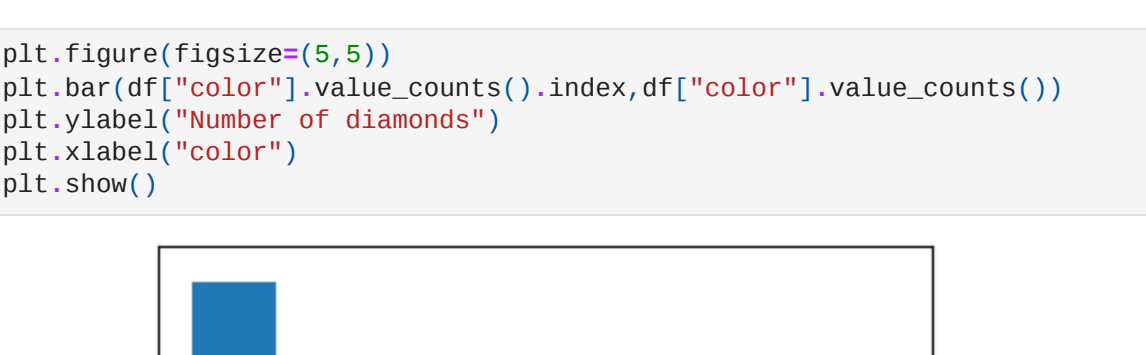 plt.figure(figsize=(5,5))
plt.bar(df["color"].value_counts().index,df["color"].value_counts())
plt.ylabel("Number of diamonds")
plt.xlabel("color")
plt.show()